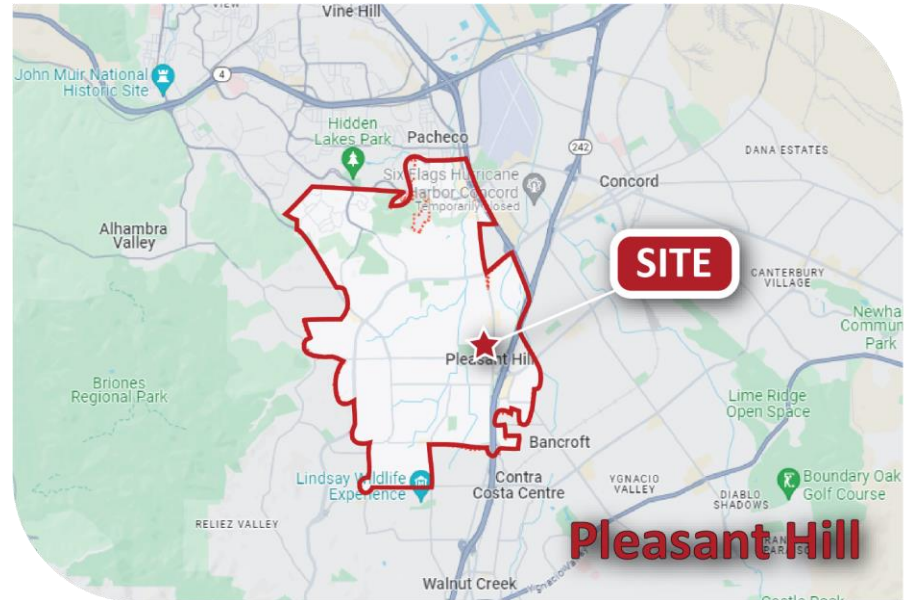 VIEW
Vine Hill
John Muir National
Historic Site
4
Hidden
Lakes Park
Pacheco
242
DANA ESTATES
Six Flags Hurricane
Harbor Concord
Temporarily Closed
Concord
Alhambra
Valley
SITE
CANTERBURY
VILLAGE
Newha
Commun
Park
Pleasant Hill
Briones
Regional Park
Lime Ridge
Open Space
Bancroft
Lindsay Wildlife
Experience
Contra
Costa Centre
YGNACIO
VALLEY
Boundary Oak
Golf Course
DIABLO
SHADOWS
RELIEZ VALLEY
Pleasant Hill
Walnut Creek